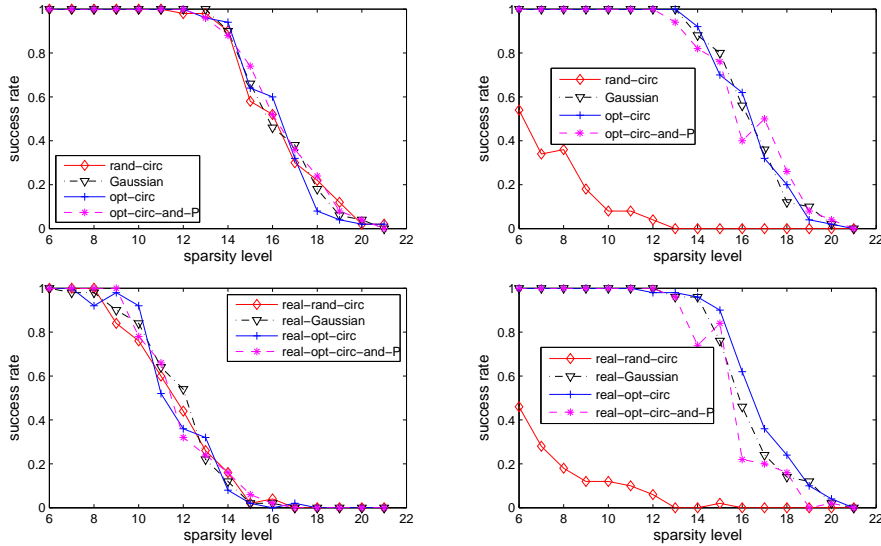 1
0.8
0.6
0.4
0.2
0
success rate
rand−circ
Gaussian
opt−circ
opt−circ−and−P
6 8 10 12 14 16 18 20 22
sparsity level
1
0.8
0.6
0.4
0.2
0
success rate
rand−circ
Gaussian
opt−circ
opt−circ−and−P
6 8 10 12 14 16 18 20 22
sparsity level
1
0.8
0.6
0.4
0.2
0
success rate
real−rand−circ
real−Gaussian
real−opt−circ
real−opt−circ−and−P
6 8 10 12 14 16 18 20 22
sparsity level
1
0.8
0.6
0.4
0.2
0
success rate
real−rand−circ
real−Gaussian
real−opt−circ
real−opt−circ−and−P
6 8 10 12 14 16 18 20 22
sparsity level